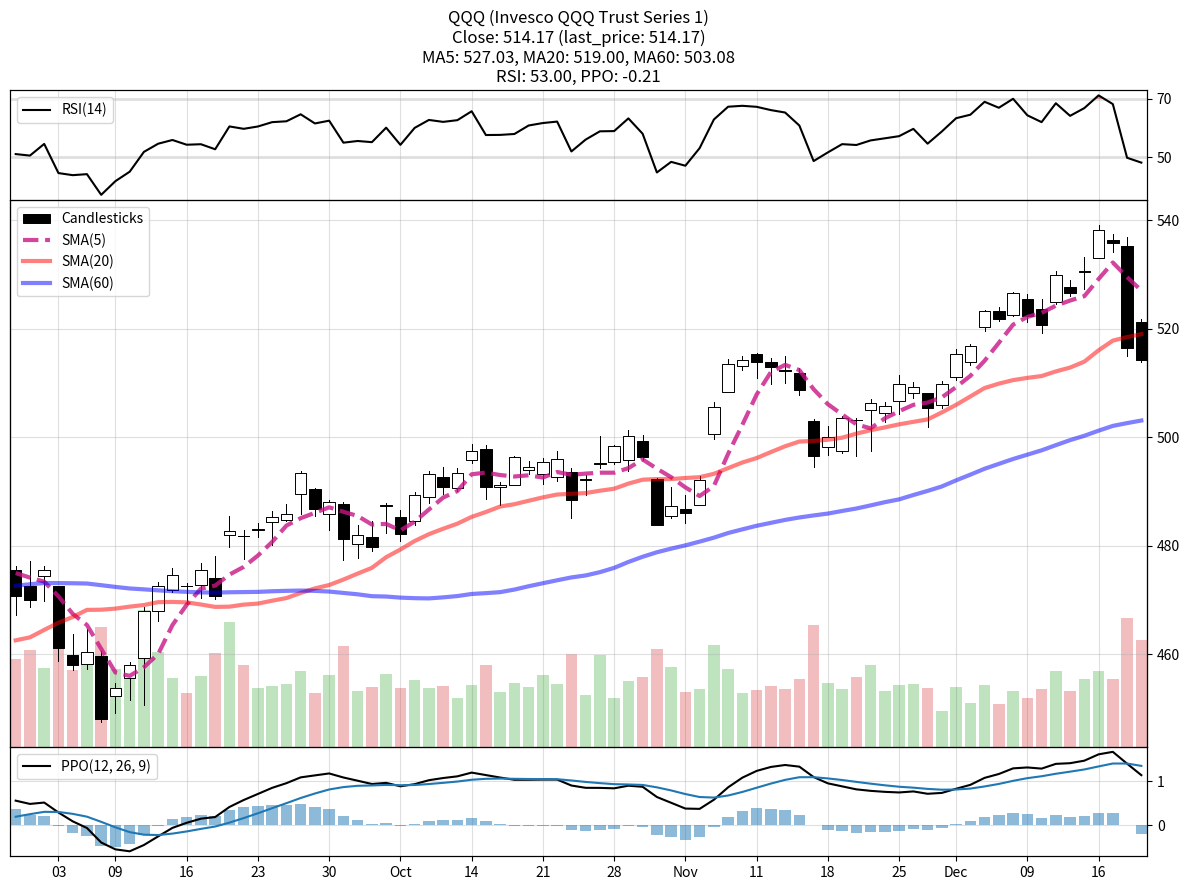 QQQ (Invesco QQQ Trust Series 1)
Close: 514.17 (last_price: 514.17)
MA5: 527.03, MA20: 519.00, MA60: 503.08
RSI: 53.00, PPO: -0.21
RSI(14)
70
50
Candlesticks
SMA(5)
SMA(20)
SMA(60)
540
520
500
480
460
PPO(12, 26, 9)
1
0
03 09 16 23 30 Oct 14 21 28 Nov 11 18 25 Dec 09 16